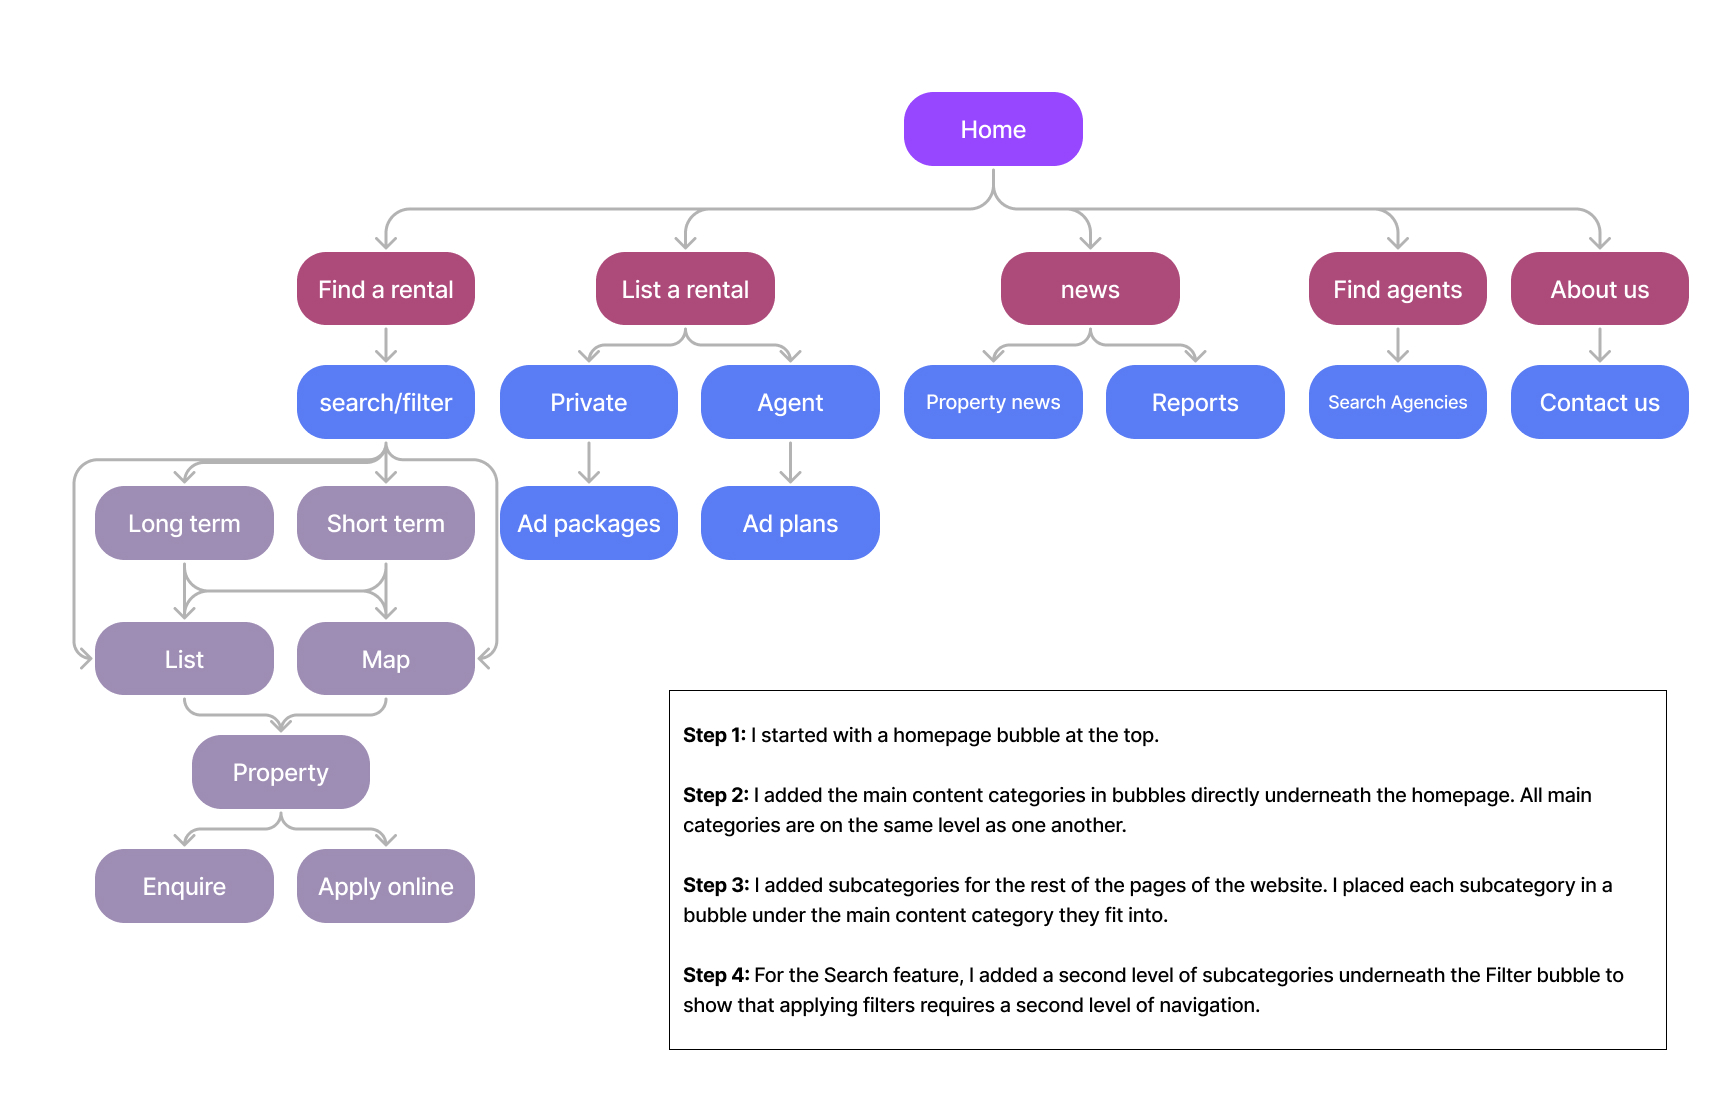 Home
Find a rental
List a rental
news
Find agents
About us
search/filter
Private
Agent
Property news
Reports
Search Agencies
Contact us
Long term
Short term
Ad packages
Ad plans
List
Map
Property
Enquire
Apply online
Step 1: I started with a homepage bubble at the top.
Step 2: I added the main content categories in bubbles directly underneath the homepage. All main
categories are on the same level as one another.
Step 3: I added subcategories for the rest of the pages of the website. I placed each subcategory in a
bubble under the main content category they fit into.
Step 4: For the Search feature, I added a second level of subcategories underneath the Filter bubble to
show that applying filters requires a second level of navigation.